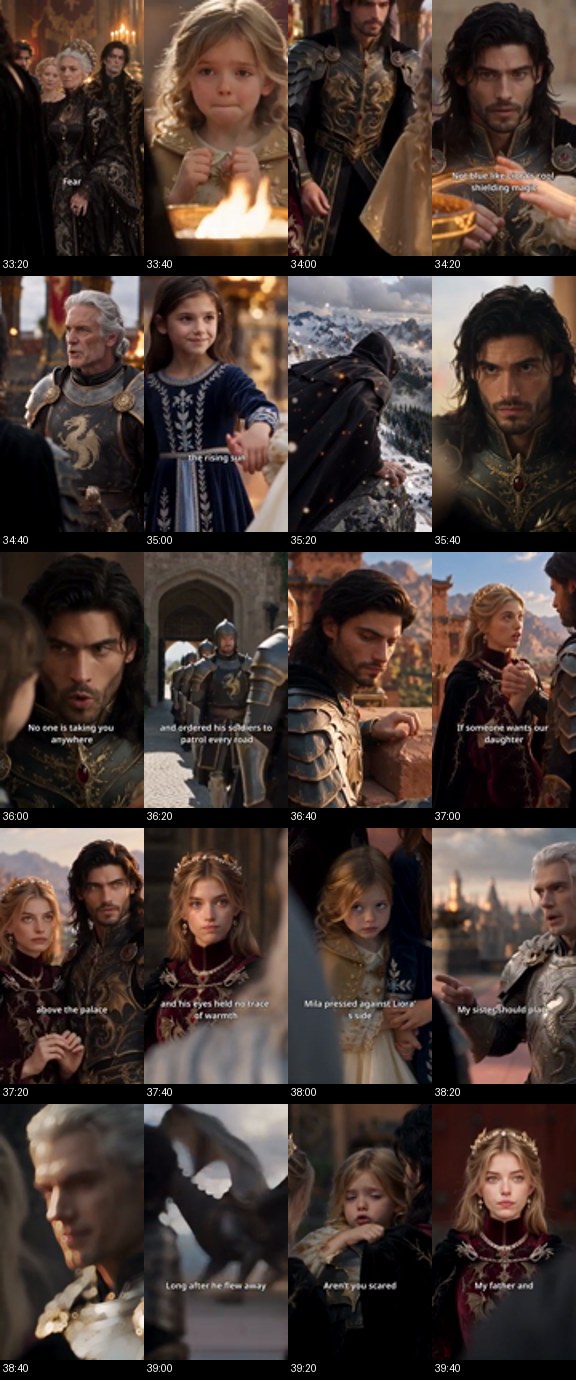 Fear
Not blue like Liora's cool
shielding magic
33:20
33:40
34:00
34:20
the rising sun
34:40
35:00
35:20
35:40
No one is taking you
anywhere
and ordered his soldiers to
patrol every road
If someone wants our
daughter
36:00
36:20
36:40
37:00
above the palace
and his eyes held no trace
of warmth
Mila pressed against Liora'
s side
My sister should
37:20
37:40
38:00
38:20
Long after he flew away
Aren't you scared
My father and
38:40
39:00
39:20
39:40